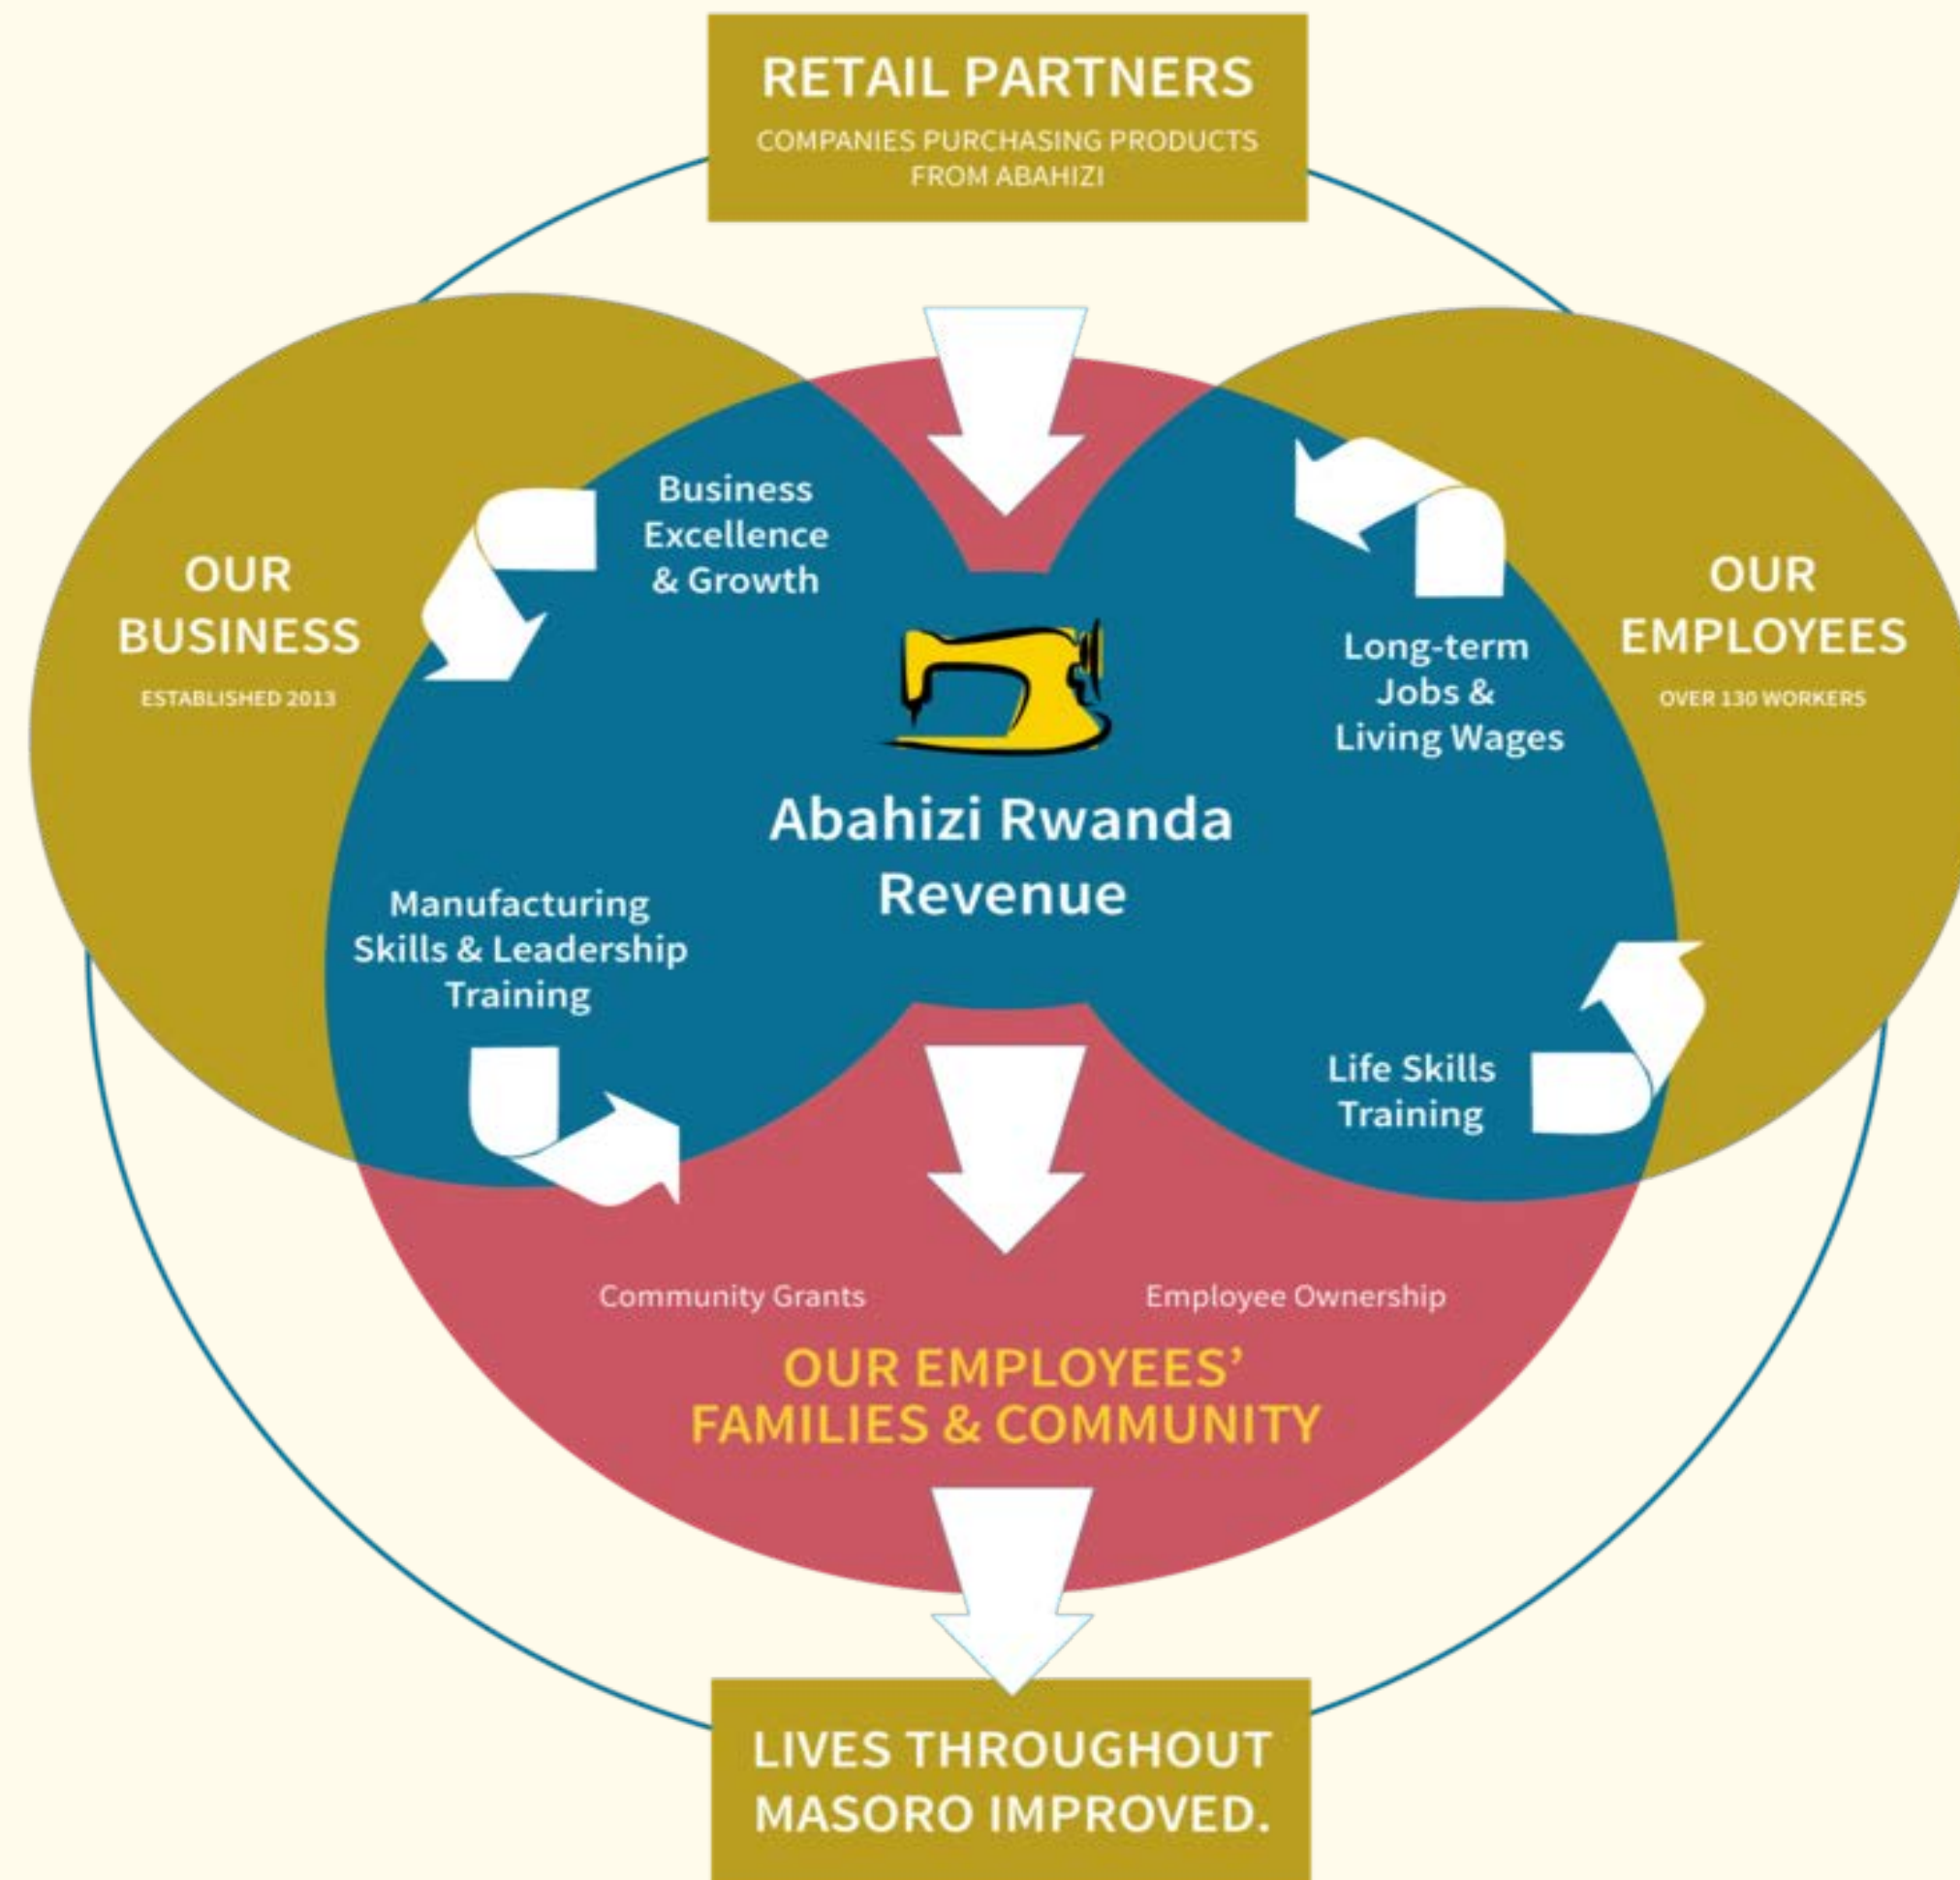 RETAIL PARTNERS
COMPANIES PURCHASING PRODUCTS
FROM ABAHIZI
OUR
BUSINESS
ESTABLISHED 2013
Business
Excellence
& Growth
OUR
EMPLOYEES
OVER 130 WORKERS
Long-term
Jobs &
Living Wages
Abahizi Rwanda
Revenue
Manufacturing
Skills & Leadership
Training
Life Skills
Training
Community Grants
Employee Ownership
OUR EMPLOYEES’
FAMILIES & COMMUNITY
LIVES THROUGHOUT
MASORO IMPROVED.